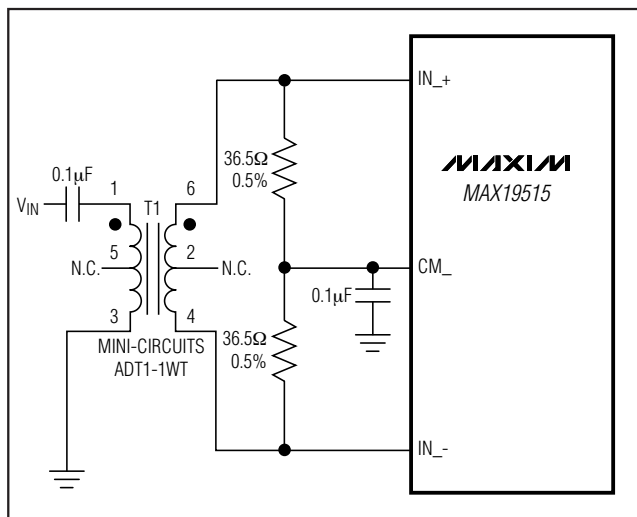 IN_+
36.5Ω
0.5%
MAXIM
MAX19515
0.1μF
1
6
VIN
T1
5
2
N.C.
N.C.
CM_
0.1μF
3
4
36.5Ω
0.5%
MINI-CIRCUITS
ADT1-1WT
IN_-